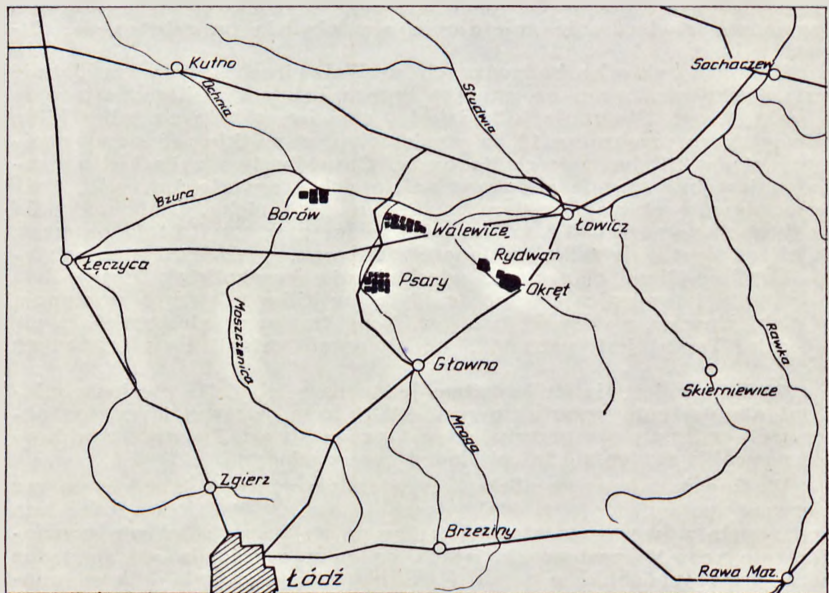 Kutno
Sochaczew
Ochnia
Słudwia
Bzura
Borów
Walewice
Łowicz
Łęczyca
Rydwan
Psary
Okręt
Moszczenica
Rawka
Głowno
Skierniewice
Mroga
Zgierz
Brzeziny
Łódź
Rawa Maz.